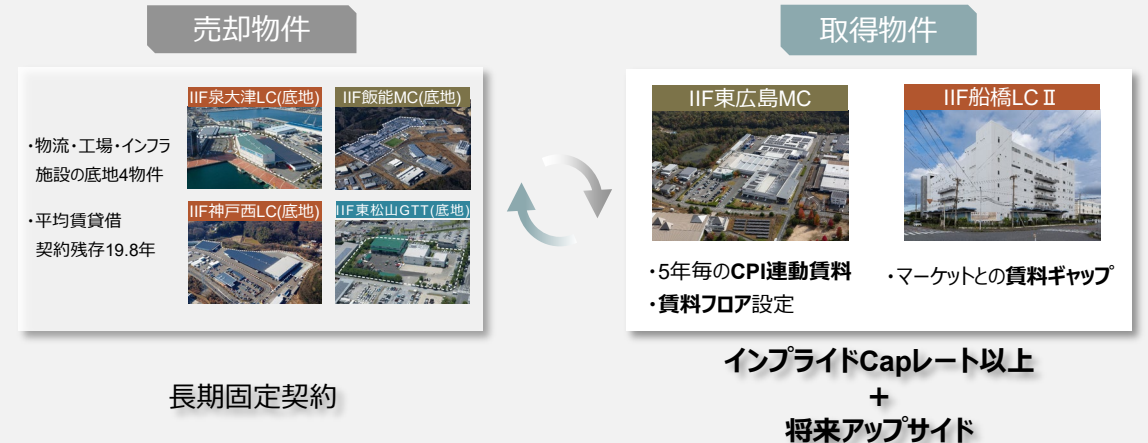 売却物件
IIF泉大津LC(底地)
IIF飯能MC(底地)
・物流・工場・インフラ
施設の底地4物件
・平均賃貸借
契約残存19.8年
IIF神戸西LC(底地)
IIF東松山GTT(底地)
長期固定契約
取得物件
IIF東広島MC
IIF船橋LCⅡ
・5年毎のCPI連動賃料
・賃料フロア設定
・マーケットとの賃料ギャップ
インプライドCapレート以上
+
将来アップサイド